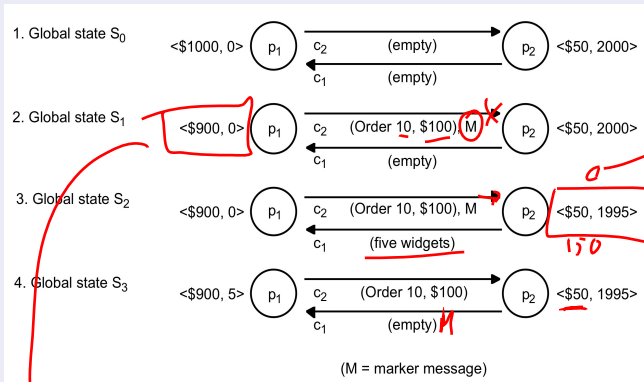 1. Global state S0
<$1000, 0> p1 c2 (empty) p2 <$50, 2000>
c1 (empty)
2. Global state S1
<$900, 0> p1 c2 (Order 10, $100), M p2 <$50, 2000>
c1 (empty)
0
3. Global state S2
<$900, 0> p1 c2 (Order 10, $100), M p2 <$50, 1995>
c1 (five widgets)
150
4. Global state S3
<$900, 5> p1 c2 (Order 10, $100) p2 <$50, 1995>
c1 (empty) M
(M = marker message)